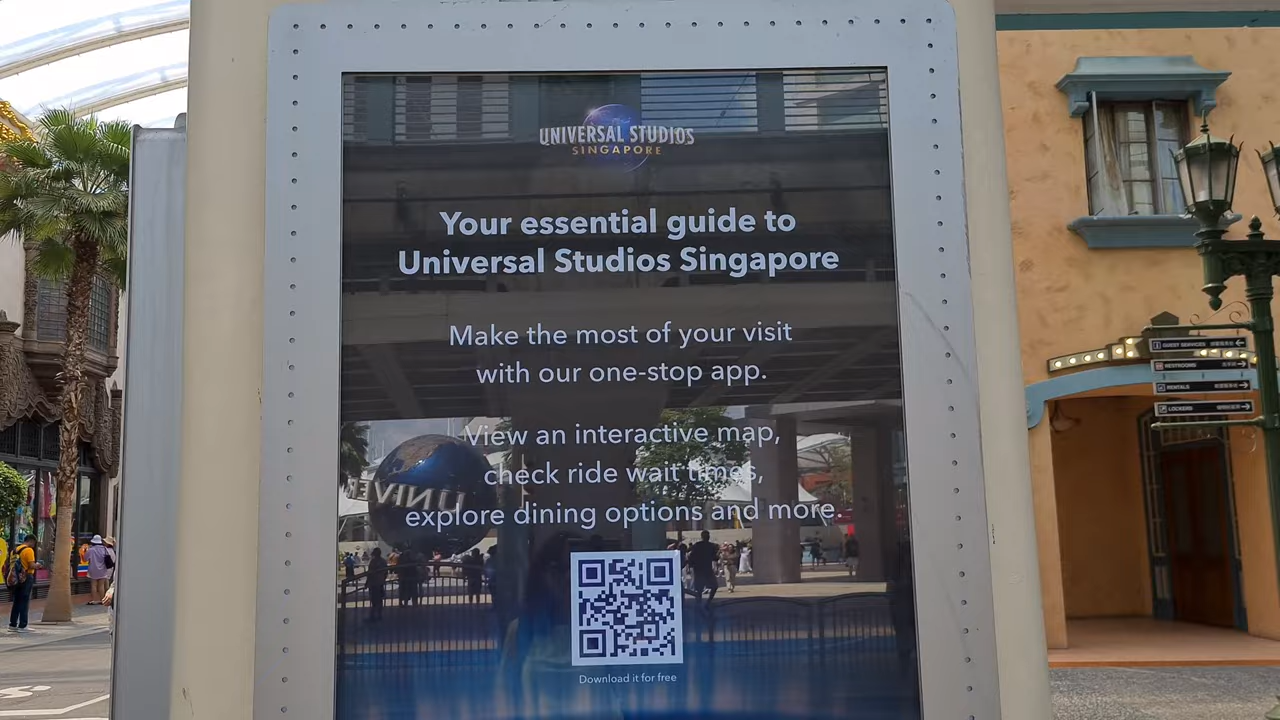 UNIVERSAL STUDIOS
SINGAPORE
Your essential guide to
Universal Studios Singapore
Make the most of your visit
with our one-stop app.
View an interactive map,
check ride wait times,
explore dining options and more.
Download it for free
UNIVER
GUEST SERVICES
RESTROOMS
RENTALS
LOCKERS